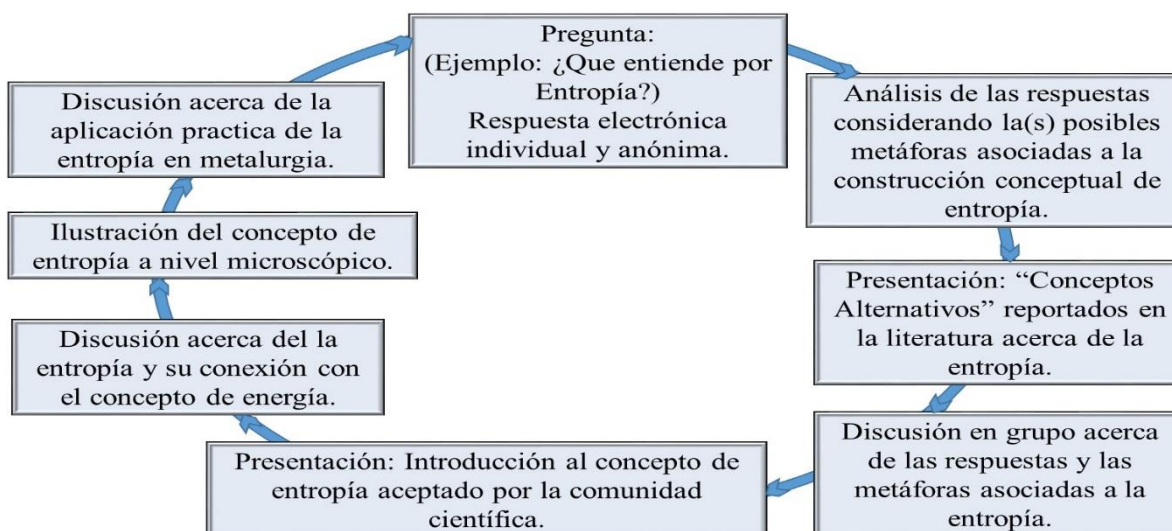 Pregunta:
(Ejemplo: ¿Que entiende por
Entropía?)
Respuesta electrónica
individual y anónima.
Análisis de las respuestas
considerando la(s) posibles
metáforas asociadas a la
construcción conceptual de
entropía.
Presentación: “Conceptos
Alternativos” reportados en
la literatura acerca de la
entropía.
Discusión en grupo acerca
de las respuestas y las
metáforas asociadas a la
entropía.
Presentación: Introducción al concepto de
entropía aceptado por la comunidad
científica.
Discusión acerca del la
entropía y su conexión con
el concepto de energía.
Ilustración del concepto de
entropía a nivel microscópico.
Discusión acerca de la
aplicación practica de la
entropía en metalurgia.